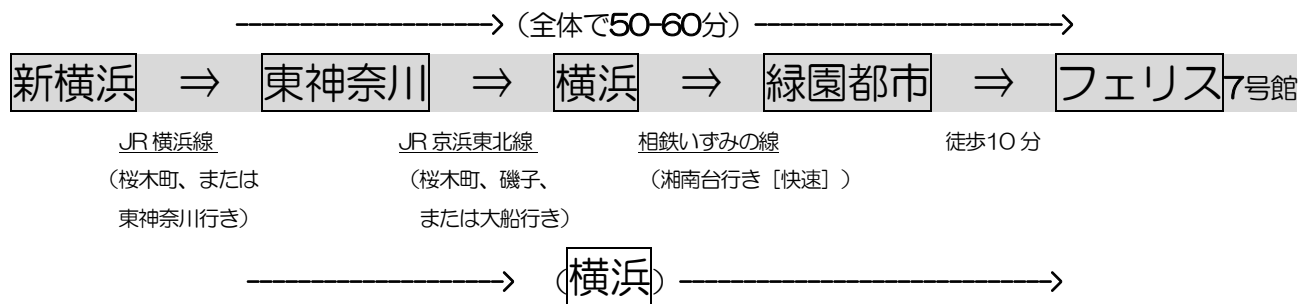 --------------------> (全体で50-60分) ------------------------>
新横浜 ⇒ 東神奈川 ⇒ 横浜 ⇒ 緑園都市 ⇒ フェリス7号館
JR 横浜線 JR 京浜東北線 相鉄いずみの線 徒歩10 分
(桜木町、または (桜木町、磯子、 (湘南台行き [快速] )
東神奈川行き) または大船行き)
--------------------> (横浜) ----------------------------->